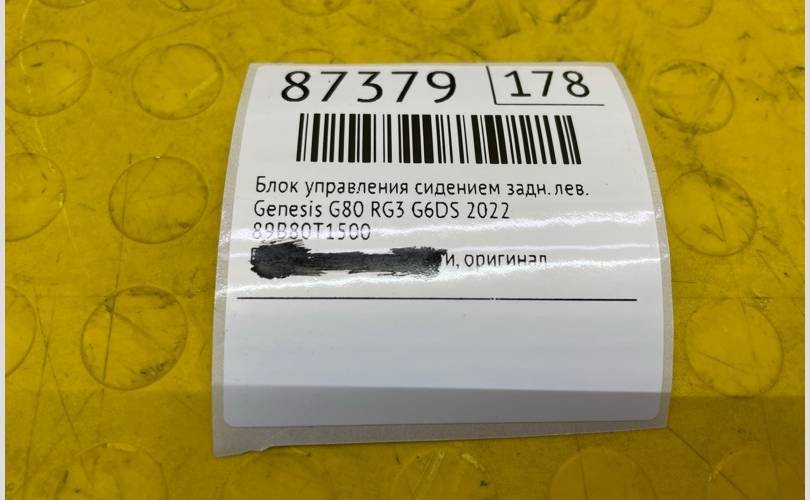 87379 178
Блок управления сидением задн. лев.
Genesis G80 RG3 G6DS 2022
89B80T1500
и, оригинал